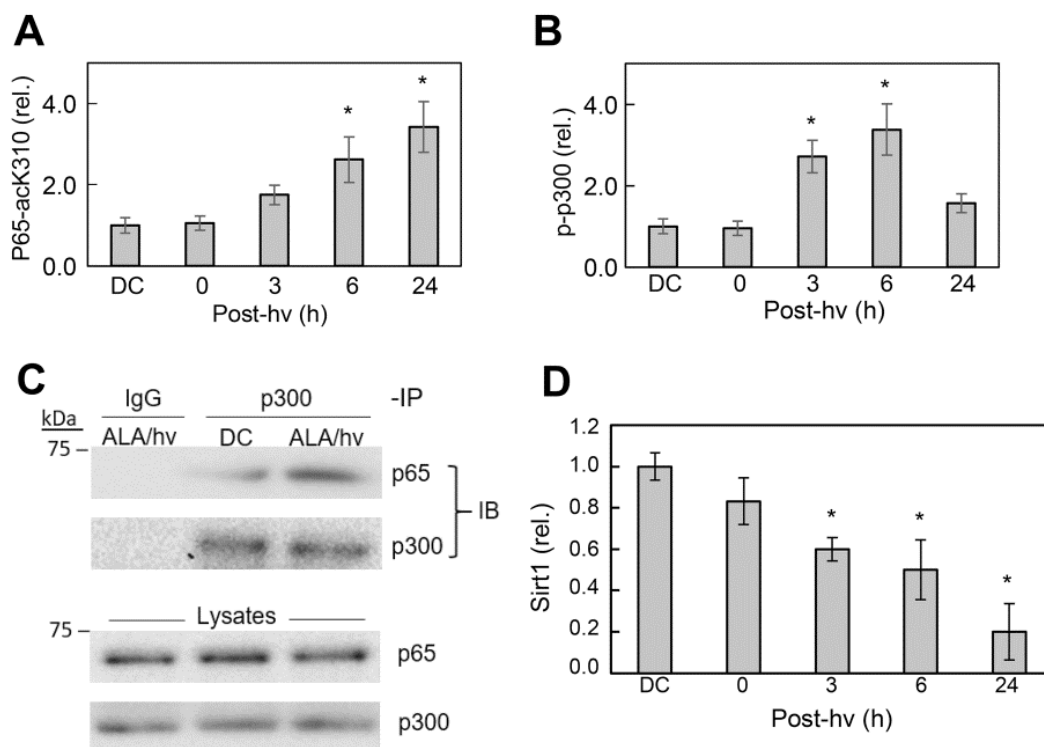 A
P65-acK310 (rel.)
4.0
2.0
0.0
* *
DC 0 3 6 24
Post-hv (h)
B
p-p300 (rel.)
4.0
2.0
0.0
* *
DC 0 3 6 24
Post-hv (h)
C
IgG p300 -IP
kDa
ALA/hv DC ALA/hv
75
p65
IB
p300
Lysates
75
p65
p300
D
Sirt1 (rel.)
1.2
1.0
0.8
0.6
0.4
0.2
0.0
* * *
DC 0 3 6 24
Post-hv (h)